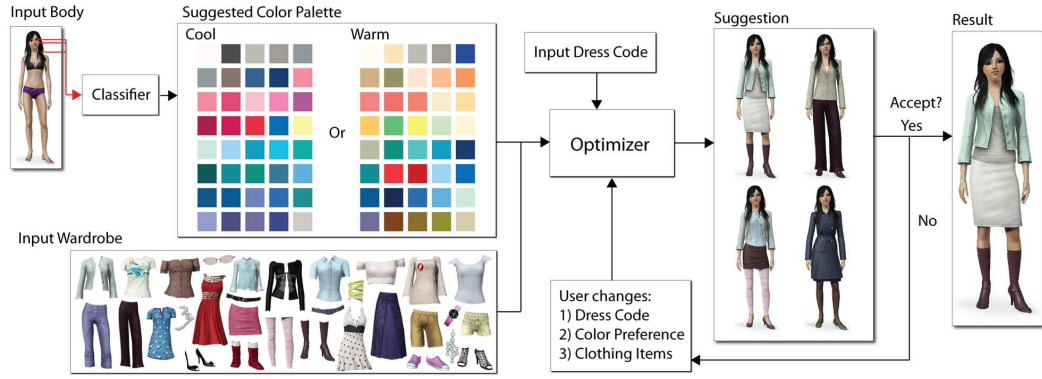 Input Body
Suggested Color Palette
Cool
Warm
Classifier
Or
Input Wardrobe
Input Dress Code
Optimizer
User changes:
1) Dress Code
2) Color Preference
3) Clothing Items
Suggestion
Accept?
Yes
No
Result